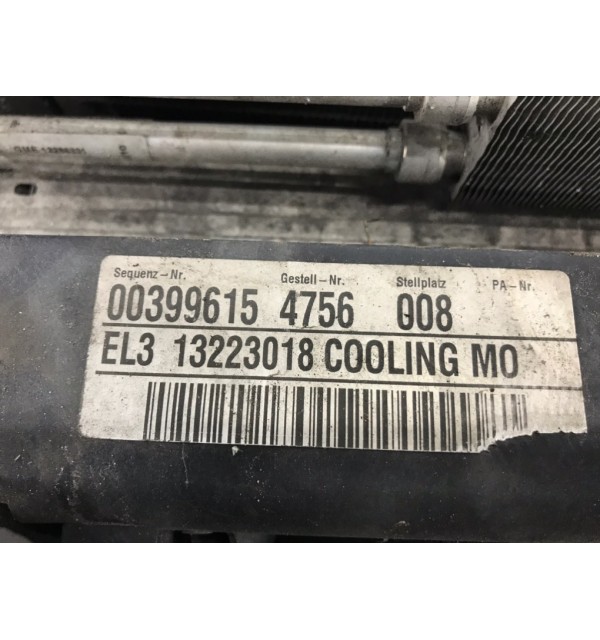 Sequenz-Nr. Gestell-Nr. Stellplatz PA-Nr.
00399615 4756 008
EL3 13223018 COOLING MO